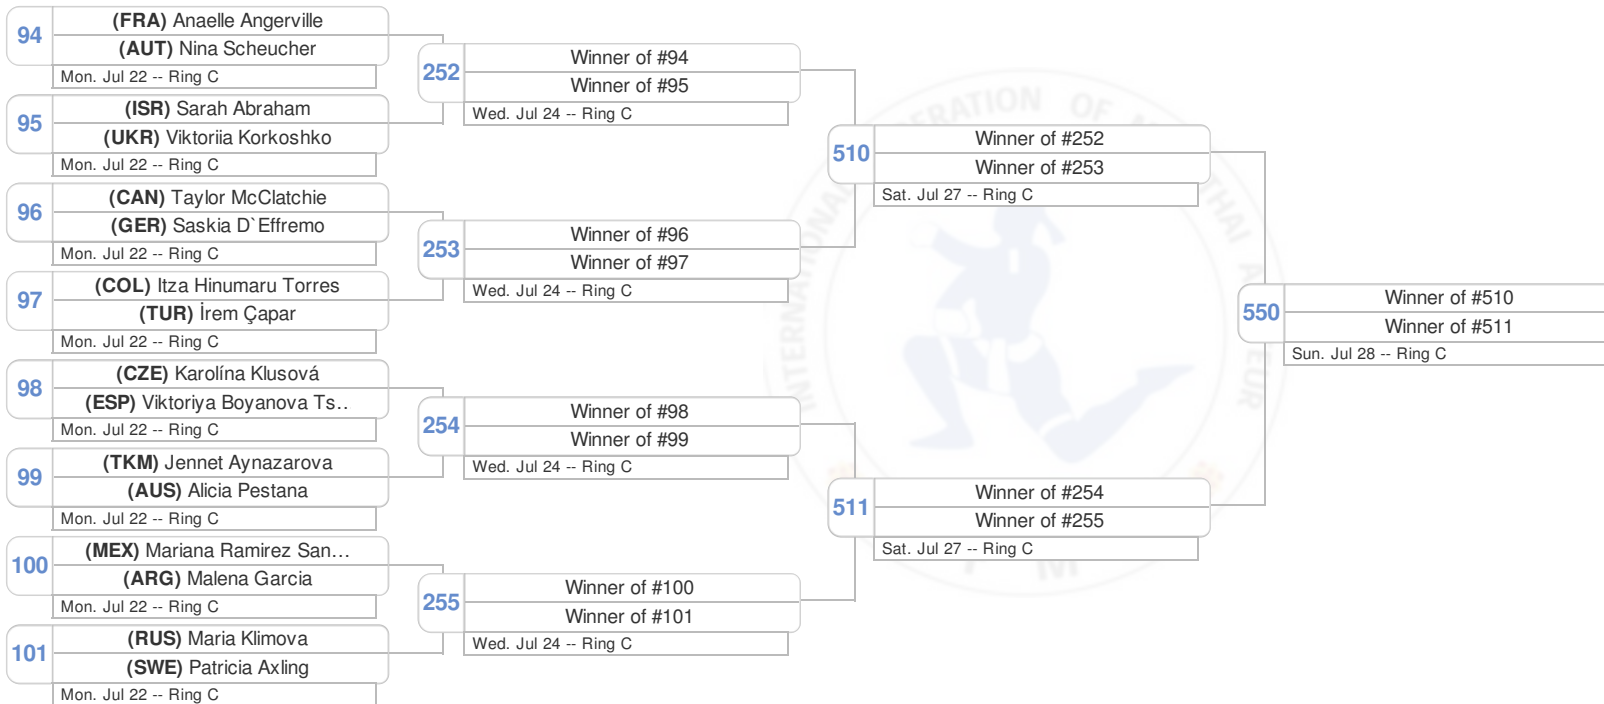 94
(FRA) Anaelle Angerville
(AUT) Nina Scheucher
Mon. Jul 22 -- Ring C
95
(ISR) Sarah Abraham
(UKR) Viktoriia Korkoshko
Mon. Jul 22 -- Ring C
96
(CAN) Taylor McClatchie
(GER) Saskia D`Effremo
Mon. Jul 22 -- Ring C
97
(COL) Itza Hinumaru Torres
(TUR) İrem Çapar
Mon. Jul 22 -- Ring C
98
(CZE) Karolína Klusová
(ESP) Viktoriya Boyanova Ts..
Mon. Jul 22 -- Ring C
99
(TKM) Jennet Aynazarova
(AUS) Alicia Pestana
Mon. Jul 22 -- Ring C
100
(MEX) Mariana Ramirez San...
(ARG) Malena Garcia
Mon. Jul 22 -- Ring C
101
(RUS) Maria Klimova
(SWE) Patricia Axling
Mon. Jul 22 -- Ring C
252
Winner of #94
Winner of #95
Wed. Jul 24 -- Ring C
253
Winner of #96
Winner of #97
Wed. Jul 24 -- Ring C
254
Winner of #98
Winner of #99
Wed. Jul 24 -- Ring C
255
Winner of #100
Winner of #101
Wed. Jul 24 -- Ring C
510
Winner of #252
Winner of #253
Sat. Jul 27 -- Ring C
511
Winner of #254
Winner of #255
Sat. Jul 27 -- Ring C
550
Winner of #510
Winner of #511
Sun. Jul 28 -- Ring C